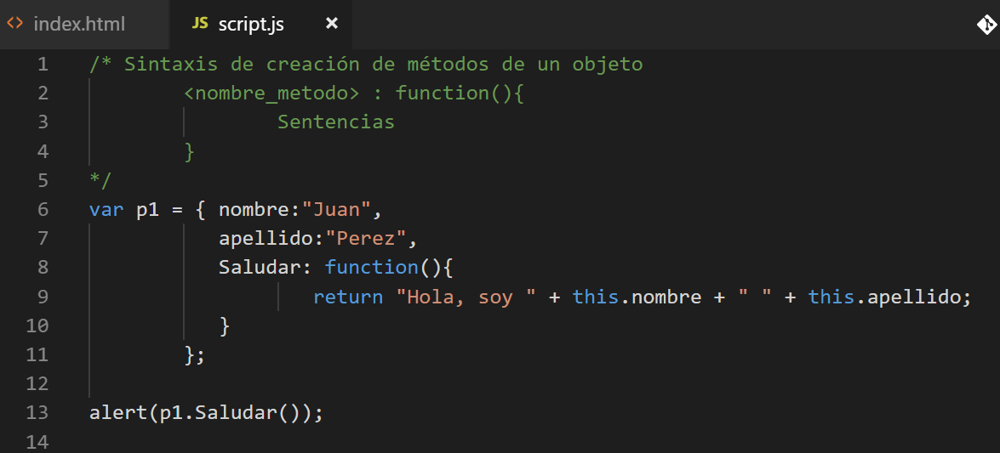 <> index.html JS script.js ×
1 /* Sintaxis de creación de métodos de un objeto
2 <nombre_metodo> : function(){
3 Sentencias
4 }
5 */
6 var p1 = { nombre:"Juan",
7 apellido:"Perez",
8 Saludar: function(){
9 return "Hola, soy " + this.nombre + " " + this.apellido;
10 }
11 };
12
13 alert(p1.Saludar());
14